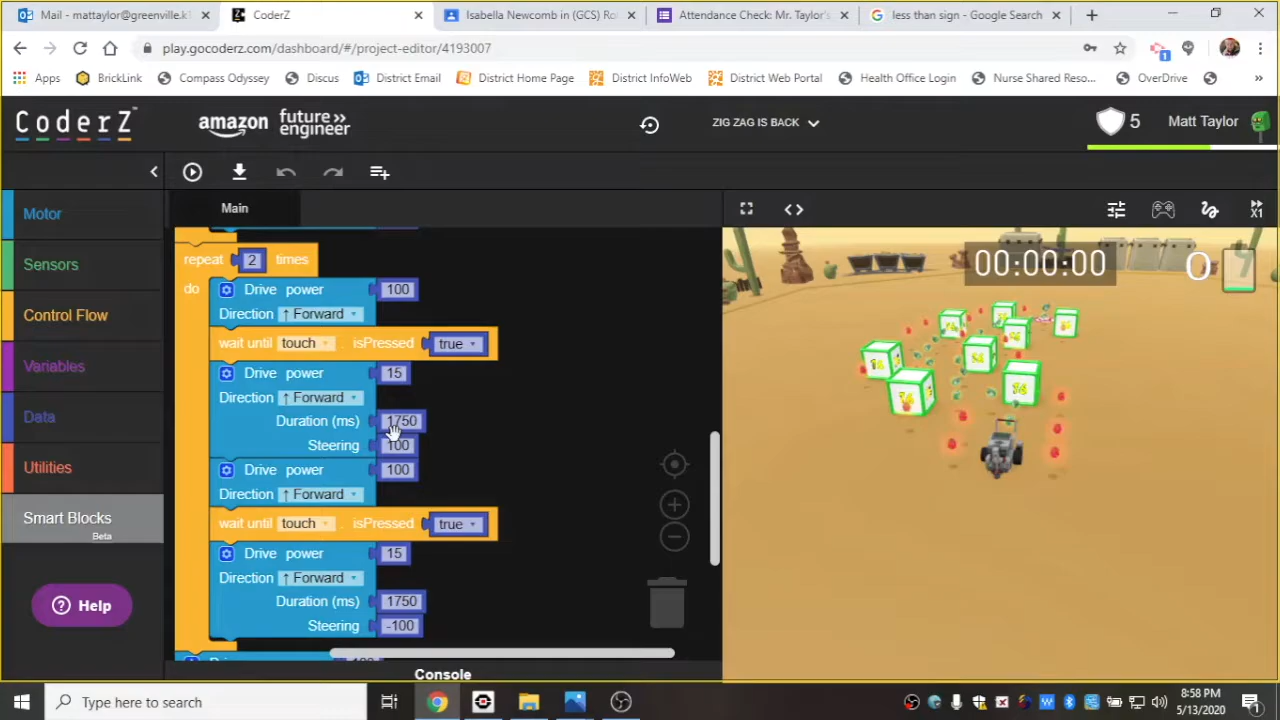 Mail - mattaylor@greenville.k1
CoderZ
Isabella Newcomb in (GCS) Ro
Attendance Check: Mr. Taylor's
less than sign - Google Search
play.gocoderz.com/dashboard/#/project-editor/4193007
1
Apps
BrickLink
Compass Odyssey
Discus
District Email
District Home Page
District InfoWeb
District Web Portal
Health Office Login
Nurse Shared Reso...
OverDrive
»
CoderZ
amazon future engineer
ZIG ZAG IS BACK
5
Matt Taylor
Motor
Sensors
Control Flow
Variables
Data
Utilities
Smart Blocks
Beta
Help
Main
X1
repeat 2 times
do
Drive power 100
Direction ↑ Forward
wait until touch . isPressed true
Drive power 15
Direction ↑ Forward
Duration (ms) 1750
Steering 100
Drive power 100
Direction ↑ Forward
wait until touch . isPressed true
Drive power 15
Direction ↑ Forward
Duration (ms) 1750
Steering -100
Console
00:00:00
0
Type here to search
8:58 PM
5/13/2020
1